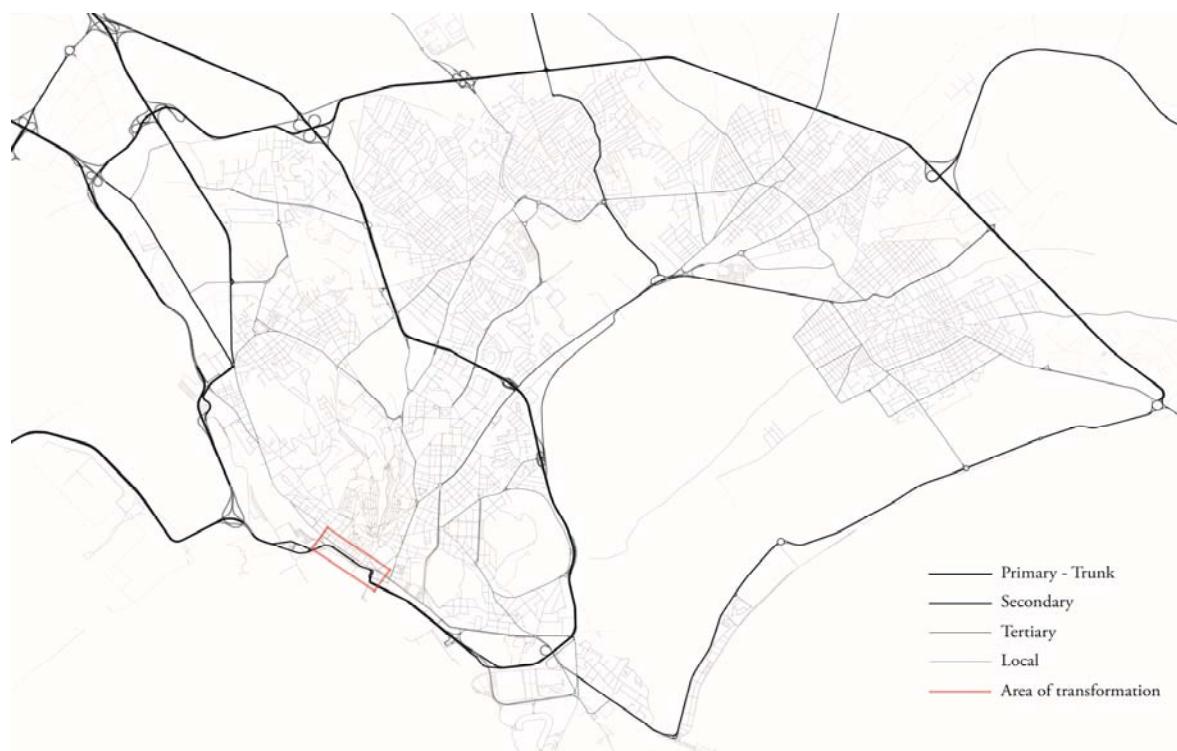 Primary - Trunk
Secondary
Tertiary
Local
Area of transformation